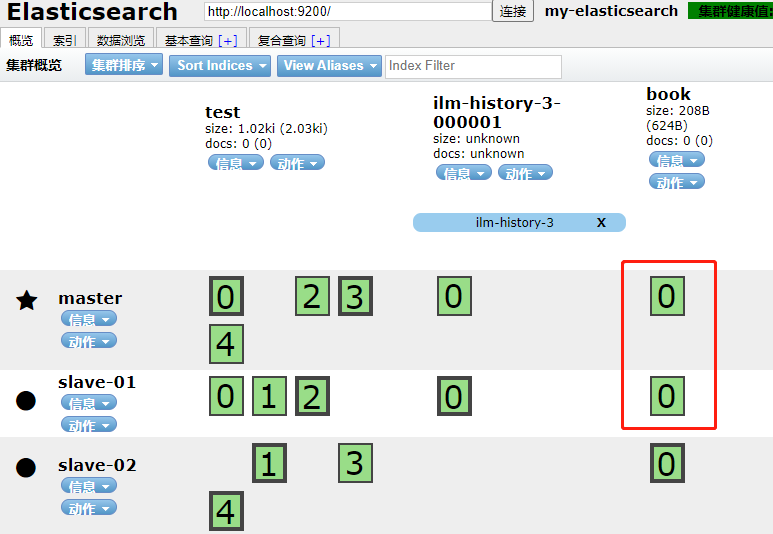 Elasticsearch http://localhost:9200/ 连接 my-elasticsearch 集群健康值:
概览 索引 数据浏览 基本查询 [+] 复合查询 [+]
集群概览 集群排序 Sort Indices View Aliases Index Filter
test
size: 1.02ki (2.03ki)
docs: 0 (0)
信息 动作
ilm-history-3-
000001
size: unknown
docs: unknown
信息 动作
book
size: 208B
(624B)
docs: 0 (0)
信息
动作
ilm-history-3 X
master 0 2 3 0 0
信息
动作 4
slave-01 0 1 2 0 0
信息
动作
slave-02 1 3 0
信息
动作 4